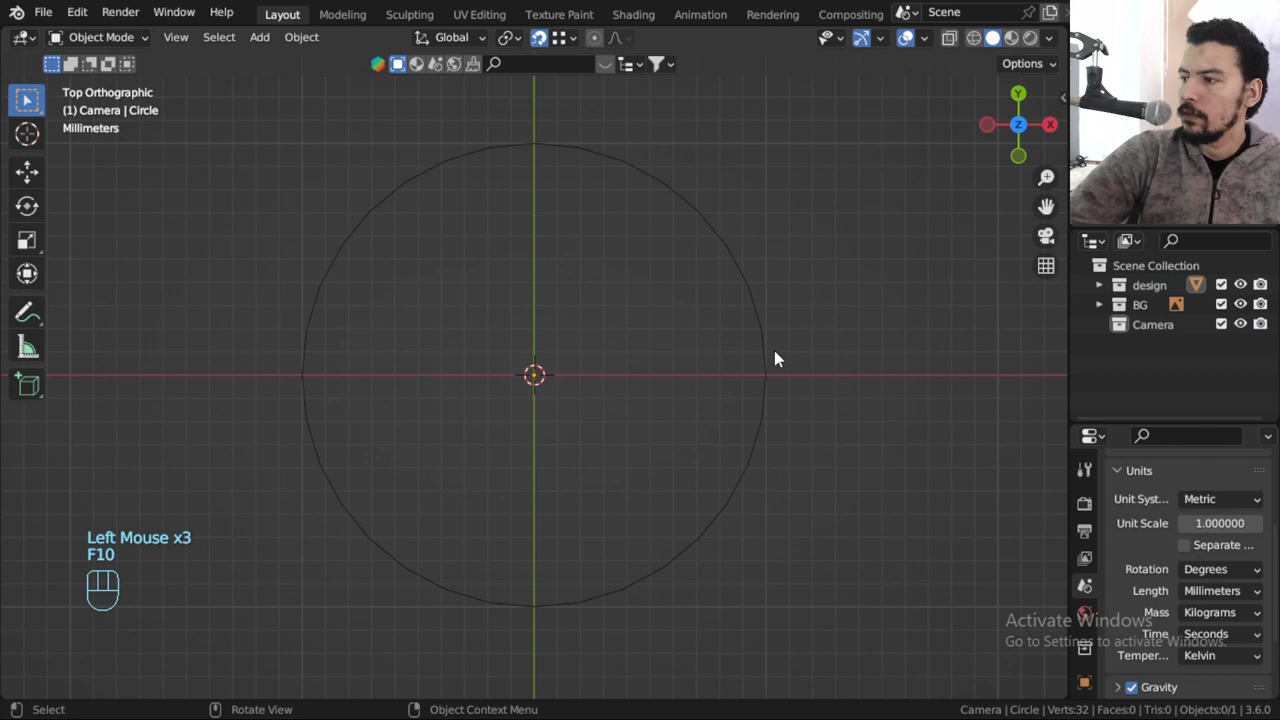 File Edit Render Window Help Layout Modeling Sculpting UV Editing Texture Paint Shading Animation Rendering Compositing Scene
Object Mode View Select Add Object Global
Options
Top Orthographic
(1) Camera | Circle
Millimeters
Y
Z
X
Scene Collection
design
BG
Camera
Units
Unit Syst... Metric
Unit Scale 1.000000
Separate ...
Rotation Degrees
Length Millimeters
Mass Kilograms
Time Seconds
Temper... Kelvin
Gravity
Left Mouse x3
F10
Activate Windows
Go to Settings to activate Windows.
Select Rotate View Object Context Menu Camera | Circle | Verts:32 | Faces:0 | Tris:0 | Objects:0/1 | 3.6.0